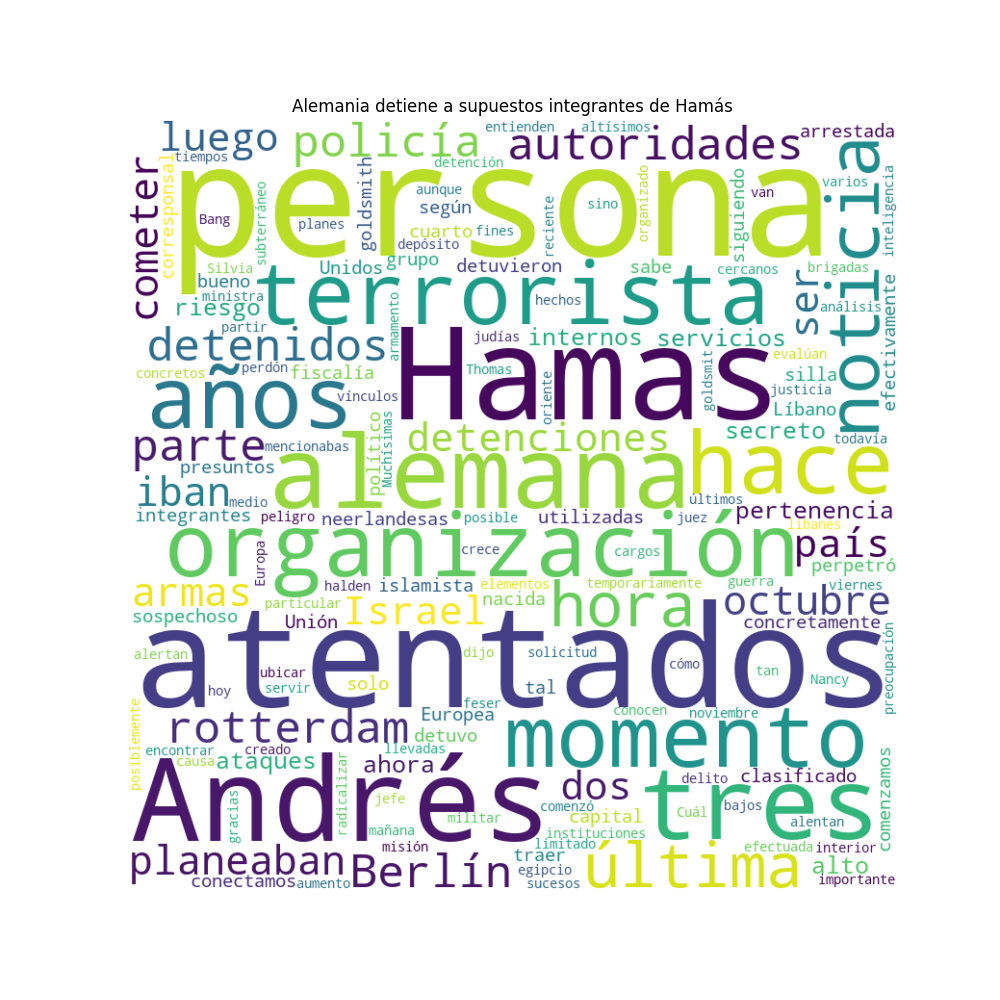 Alemania detiene a supuestos integrantes de Hamás
entienden altísimos
luego policía autoridades arrestada
tiempos detención
corresponsal persona noticia
cometer subterráneo Bang planes goldsmith aunque según sino organizado siguiendo van varios inteligencia
cuarto fines reciente
depósito
Silvia Unidos grupo detuvieron sabe cercanos brigadas
bueno ministra terrorista hechos ser análisis
riesgo armamento efectivamente
partir
detenidos Hamas judías internos servicios
perdón evalúan
concretos fiscalía Thomas oriente goldsmit silla
años vínculos justicia
Líbano
parte mencionabas político Muchísimas detenciones secreto todavía
alemana hace
presuntos
iban medio últimos
integrantes peligro neerlandesas posible utilizadas juez pertenencia
libanés
organización país
Europa crece cargos perpetró
halden islamista elementos temporariamente guerra viernes
armas particular Israel nacida hora octubre
sospechoso Unión concretamente
atentados
alertan dijo solicitud cómo preocupación
ubicar tan Nancy
hoy servir solo tal
posiblemente Europea feser conocen noviembre
rotterdam detuvo momento
encontrar creado llevadas
causa ataques ahora dos delito clasificado comenzamos
Andrés tres
gracias radicalizar jefe comenzó bajos
militar capital Cuál alentan
mañana instituciones
misión limitado efectuada interior
planeaban Berlín traer última alto
egipcio
conectamos aumento sucesos importante